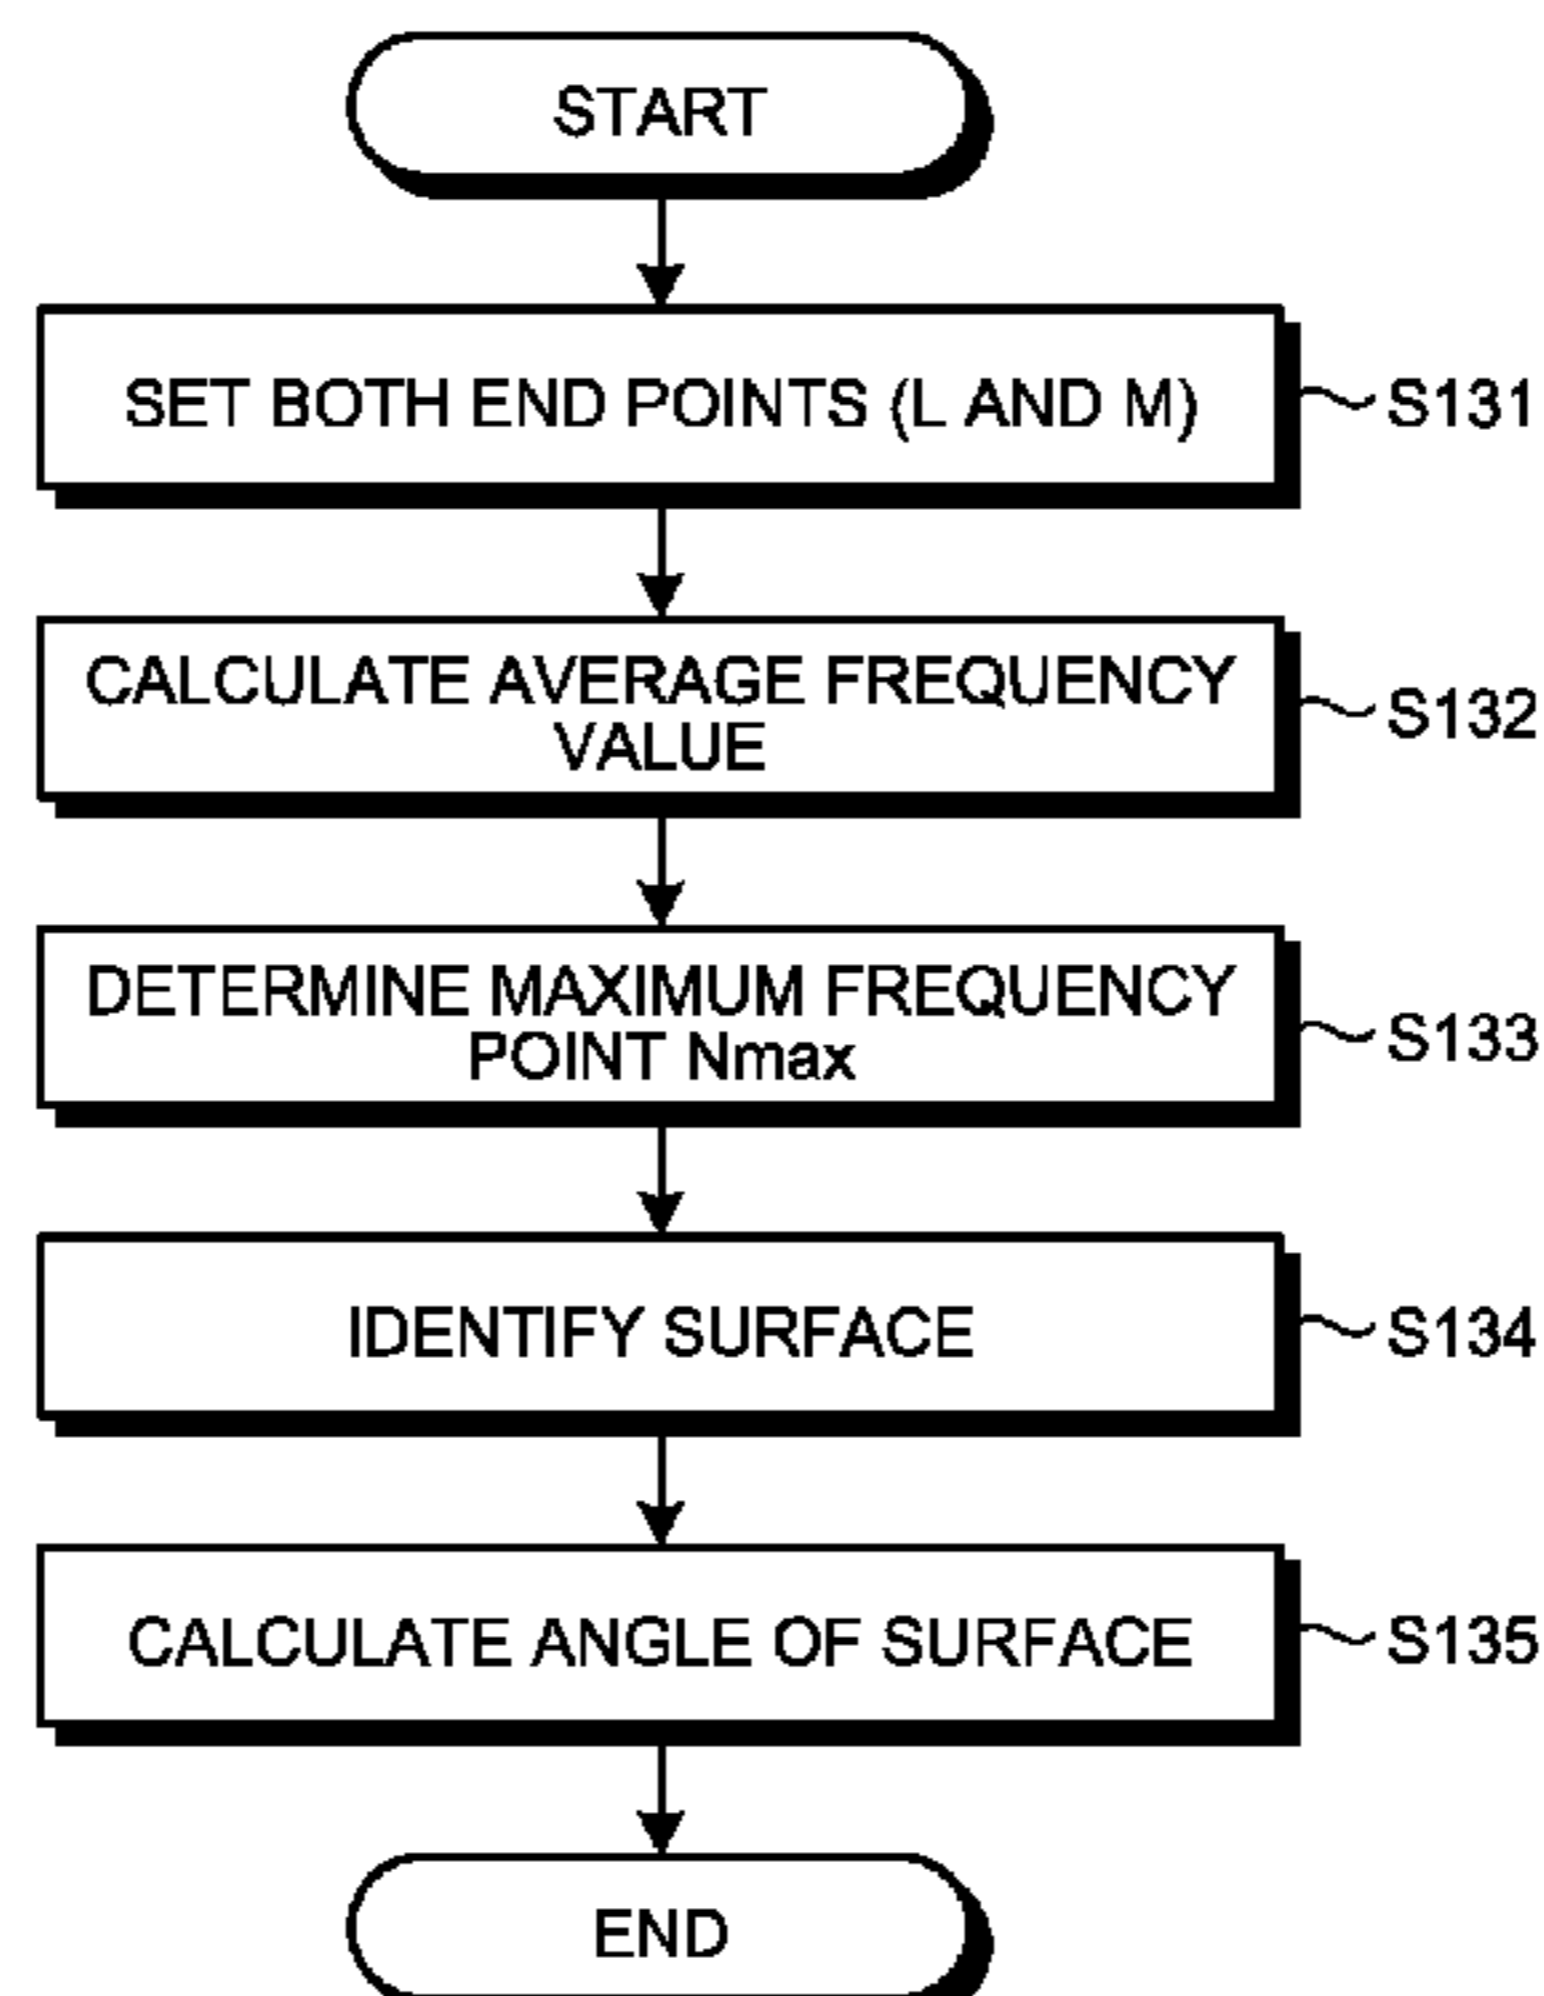 START
SET BOTH END POINTS (L AND M)
S131
CALCULATE AVERAGE FREQUENCY
VALUE
S132
DETERMINE MAXIMUM FREQUENCY
POINT Nmax
S133
IDENTIFY SURFACE
S134
CALCULATE ANGLE OF SURFACE
S135
END